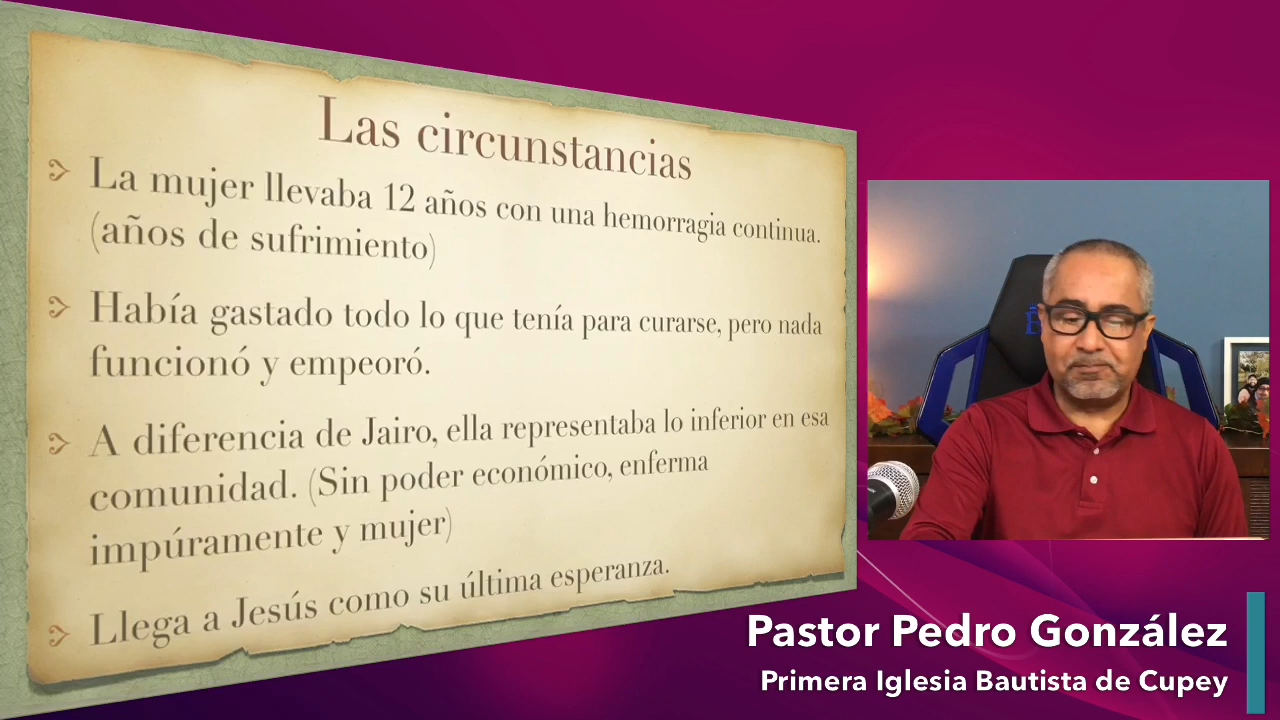 Las circunstancias
La mujer llevaba 12 años con una hemorragia continua.
(años de sufrimiento)
Había gastado todo lo que tenía para curarse, pero nada
funcionó y empeoró.
A diferencia de Jairo, ella representaba lo inferior en esa
comunidad. (Sin poder económico, enferma
impúramente y mujer)
Llega a Jesús como su última esperanza.
Pastor Pedro González
Primera Iglesia Bautista de Cupey